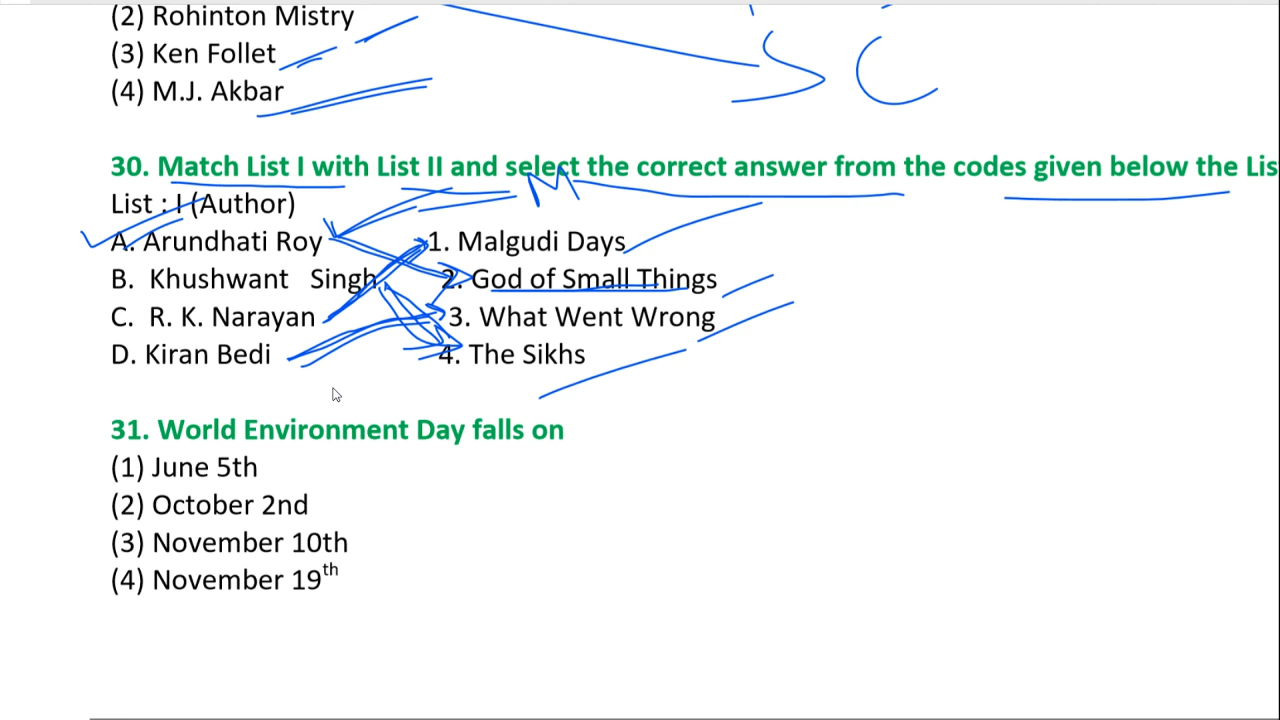 (2) Rohinton Mistry
(3) Ken Follet
(4) M.J. Akbar
S C
30. Match List I with List II and select the correct answer from the codes given below the Lis
M
List : I (Author)
A. Arundhati Roy 1. Malgudi Days
B. Khushwant Singh 2. God of Small Things
C. R. K. Narayan 3. What Went Wrong
D. Kiran Bedi 4. The Sikhs
31. World Environment Day falls on
(1) June 5th
(2) October 2nd
(3) November 10th
(4) November 19th